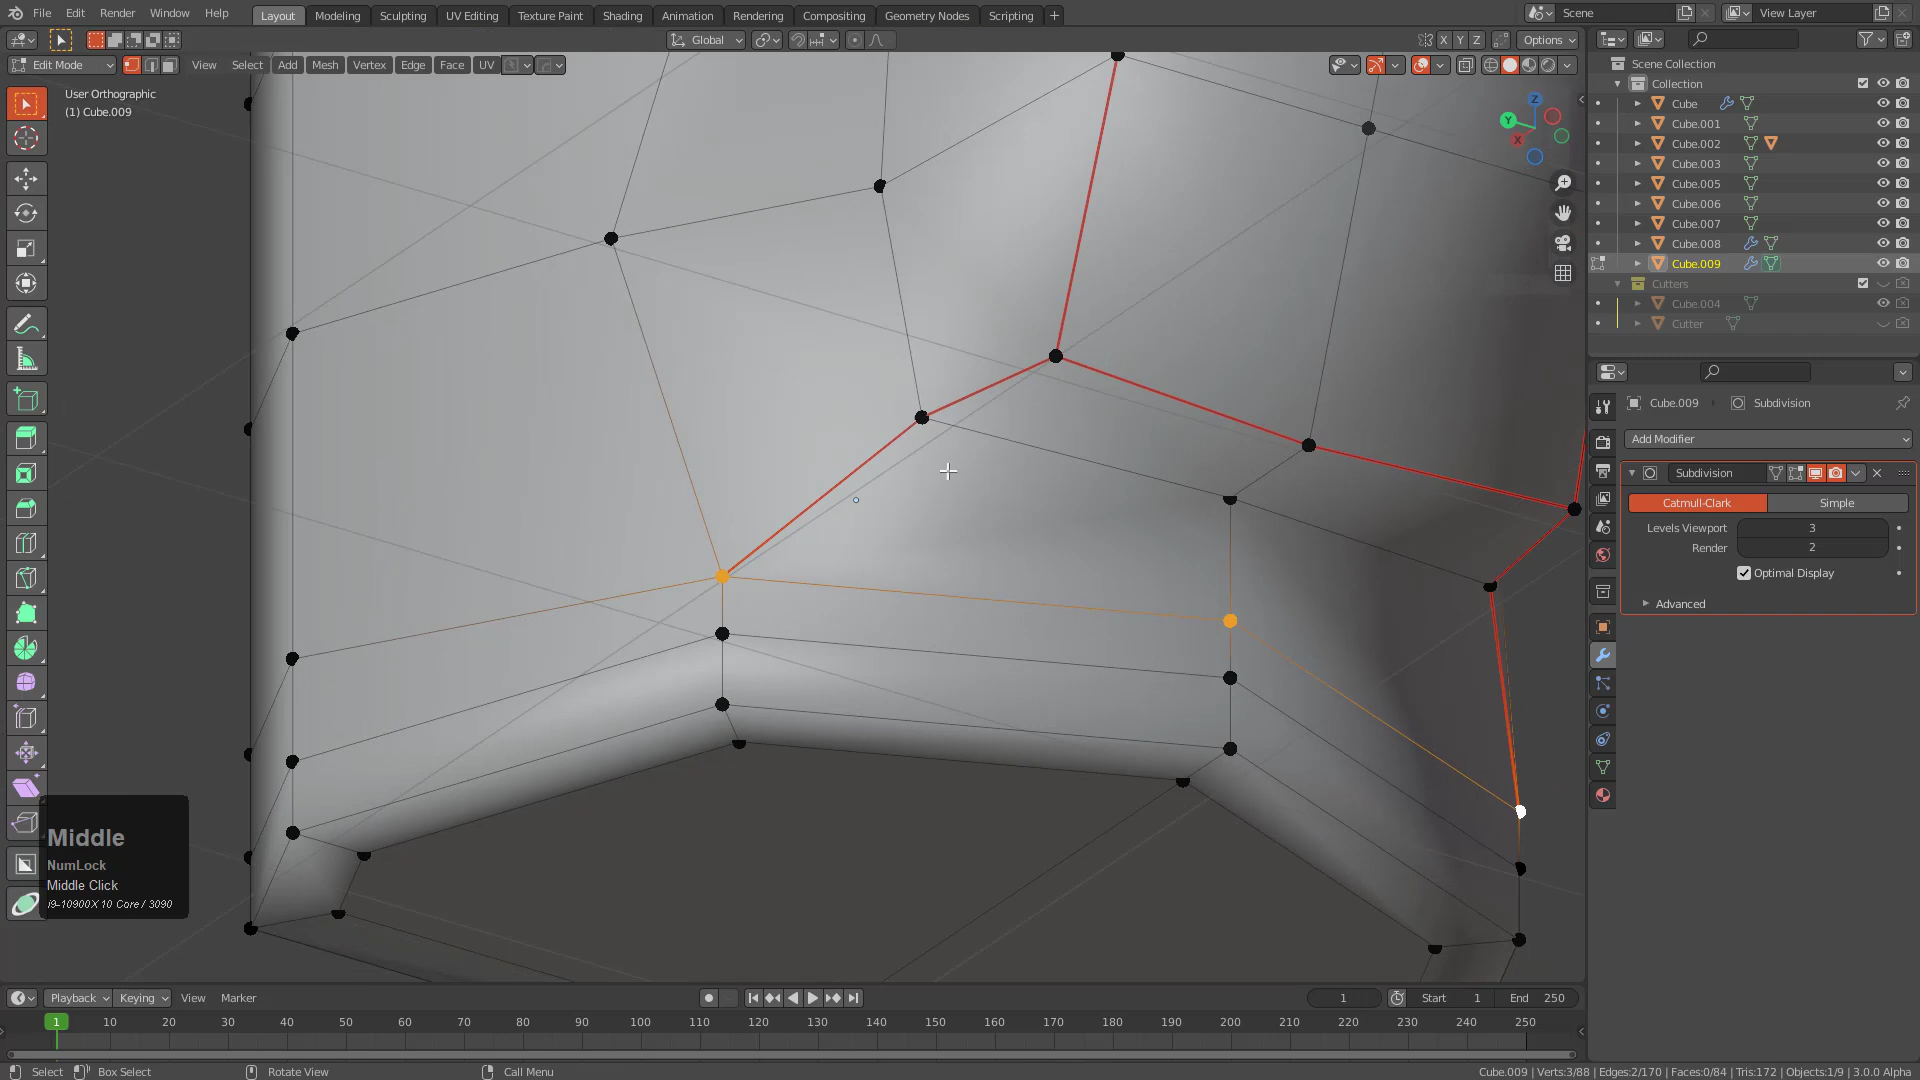 File Edit Render Window Help Layout Modeling Sculpting UV Editing Texture Paint Shading Animation Rendering Compositing Geometry Nodes Scripting + Scene View Layer
Global X Y Z Options
Edit Mode View Select Add Mesh Vertex Edge Face UV
User Orthographic
(1) Cube.009
Z
Y
X
Scene Collection
Collection
Cube
Cube.001
Cube.002
Cube.003
Cube.005
Cube.006
Cube.007
Cube.008
Cube.009
Cutters
Cube.004
Cutter
Cube.009 Subdivision
Add Modifier
Subdivision
Catmull-Clark Simple
Levels Viewport 3
Render 2
Optimal Display
Advanced
Middle
NumLock
Middle Click
i9-10900X 10 Core / 3090
Playback Keying View Marker 1 Start 1 End 250
1 10 20 30 40 50 60 70 80 90 100 110 120 130 140 150 160 170 180 190 200 210 220 230 240 250
Select Box Select Rotate View Call Menu Cube.009 | Verts:3/88 | Edges:2/170 | Faces:0/84 | Tris:172 | Objects:1/9 | 3.0.0 Alpha